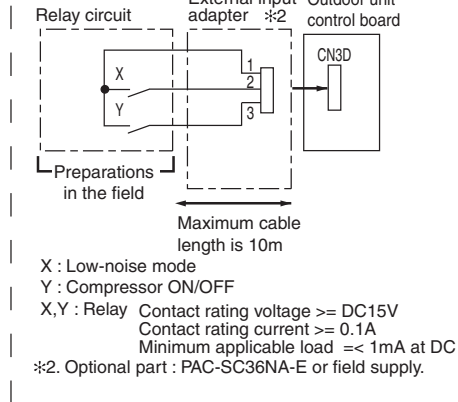 Relay circuit
External input
adapter ✻2
Outdoor unit
control board
CN3D
X
Y
1
2
3
Preparations
in the field
Maximum cable
length is 10m
X : Low-noise mode
Y : Compressor ON/OFF
X,Y : Relay Contact rating voltage >= DC15V
Contact rating current >= 0.1A
Minimum applicable load =< 1mA at DC
✻2. Optional part : PAC-SC36NA-E or field supply.